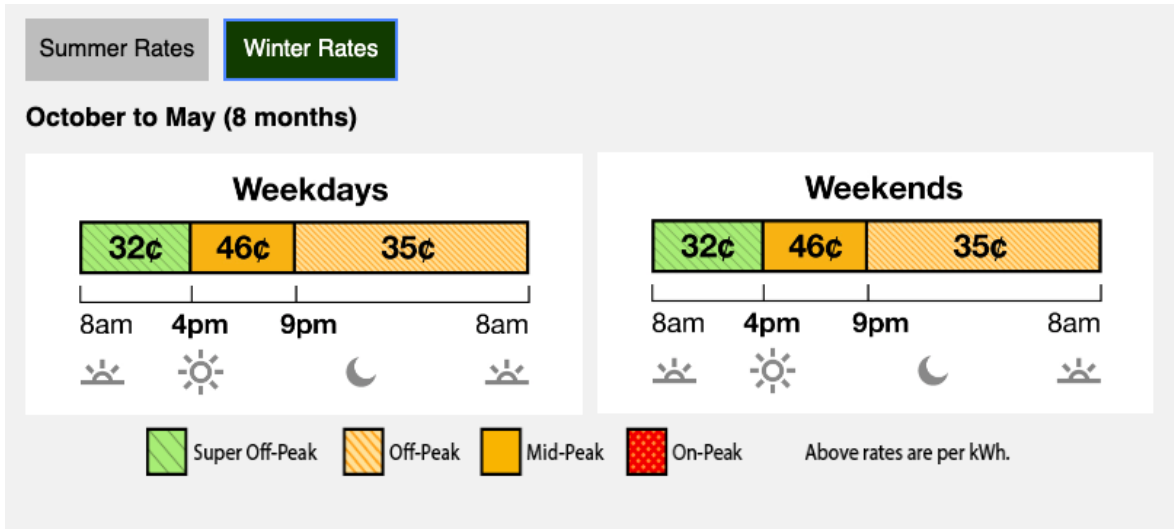 Summer Rates
Winter Rates
October to May (8 months)
Weekdays
32¢ 46¢ 35¢
8am 4pm 9pm 8am
Weekends
32¢ 46¢ 35¢
8am 4pm 9pm 8am
Super Off-Peak Off-Peak Mid-Peak On-Peak Above rates are per kWh.